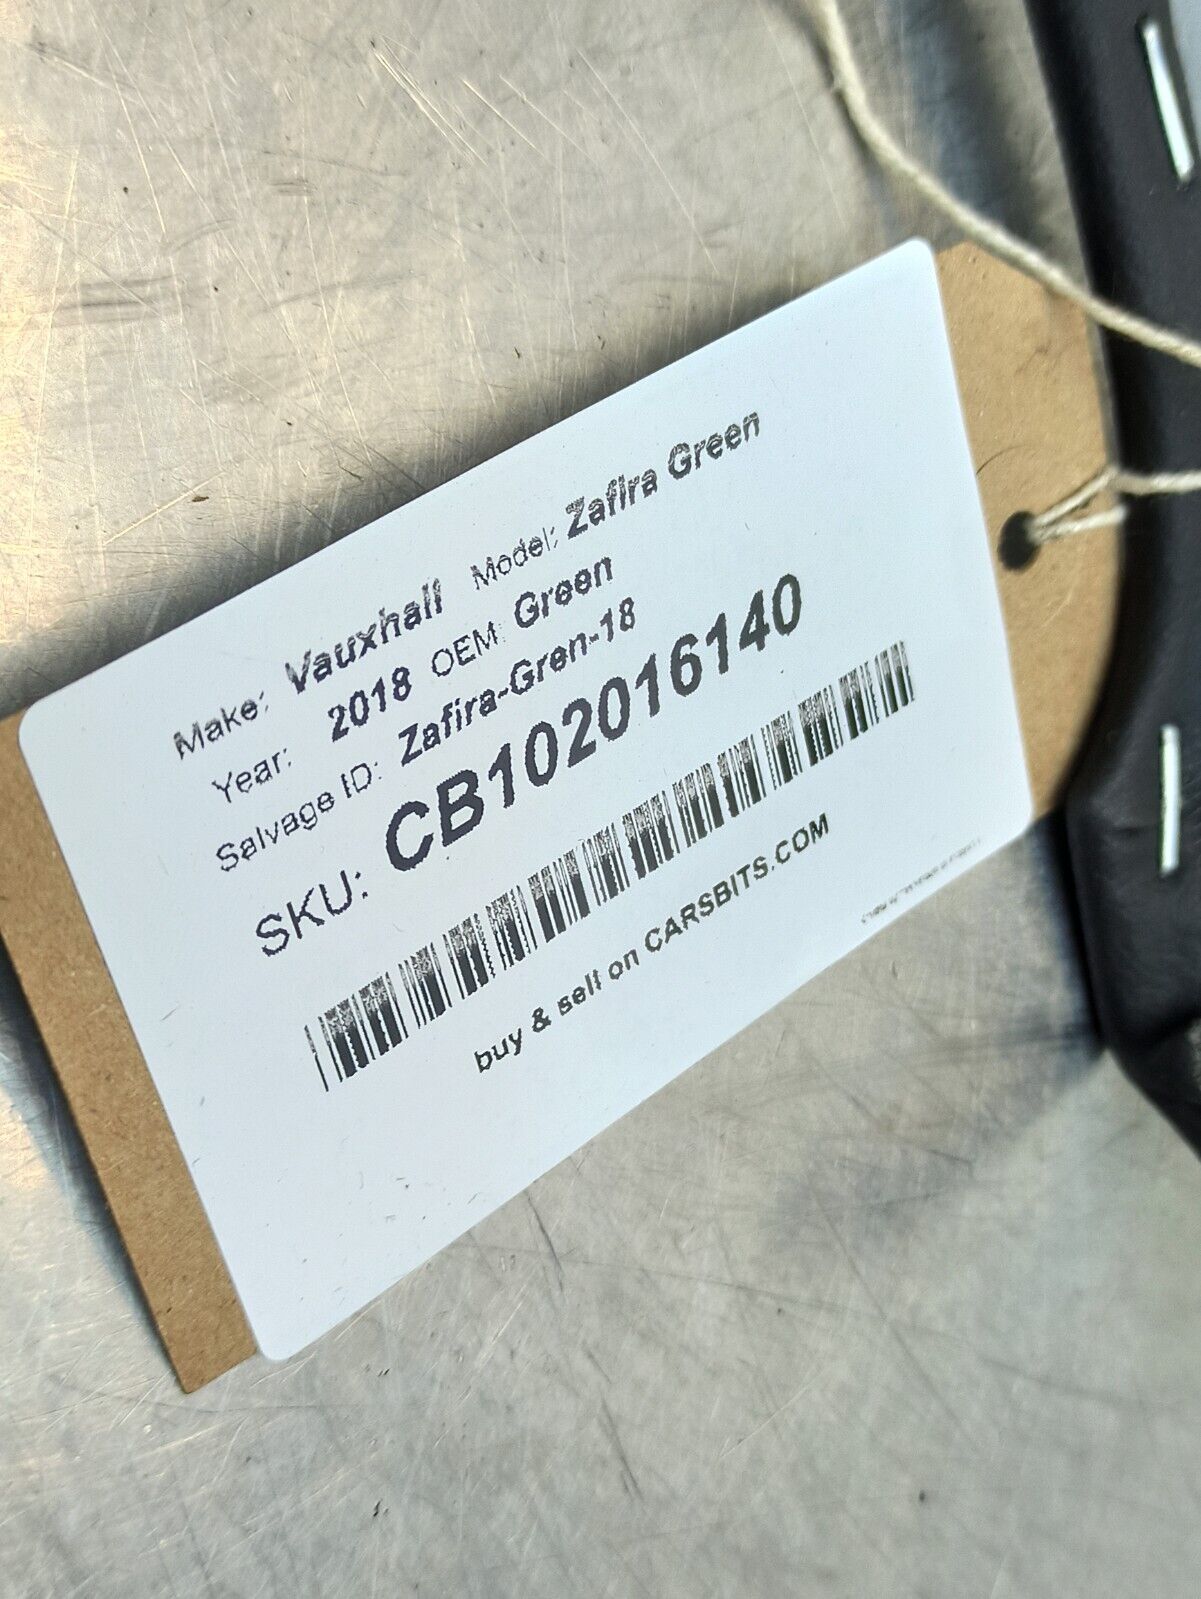 Make: Vauxhall Model: Zafira Green
Year: 2018 OEM: Green
Salvage ID: Zafira-Gren-18
SKU: CB102016140
buy & sell on CARSBITS.COM